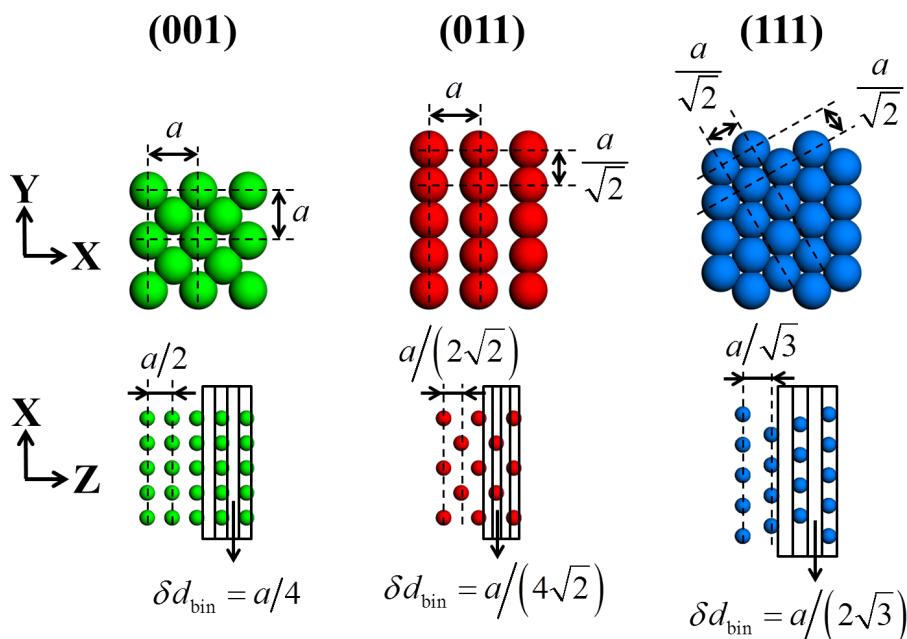 (001) (011) (111)
a
a
Y
X
a
a/√2
a/√2
a/√2
a/2
a/(2√2)
a/√3
X
Z
δd_bin = a/4
δd_bin = a/(4√2)
δd_bin = a/(2√3)